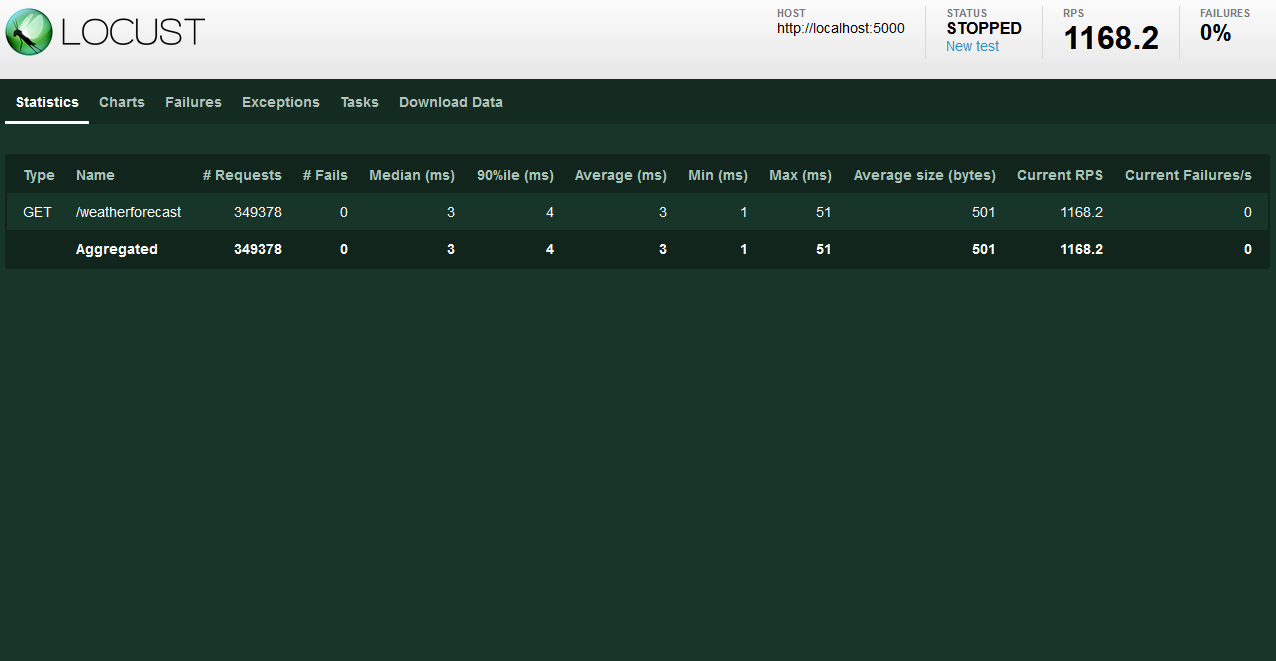 LOCUST
HOST
http://localhost:5000
STATUS
STOPPED
New test
RPS
1168.2
FAILURES
0%
Statistics Charts Failures Exceptions Tasks Download Data
Type Name # Requests # Fails Median (ms) 90%ile (ms) Average (ms) Min (ms) Max (ms) Average size (bytes) Current RPS Current Failures/s
GET /weatherforecast 349378 0 3 4 3 1 51 501 1168.2 0
Aggregated 349378 0 3 4 3 1 51 501 1168.2 0